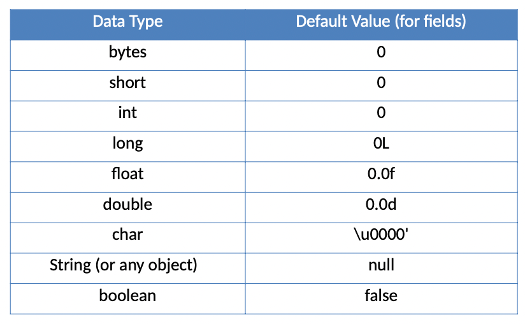 Data Type Default Value (for fields)
bytes 0
short 0
int 0
long 0L
float 0.0f
double 0.0d
char \u0000'
String (or any object) null
boolean false